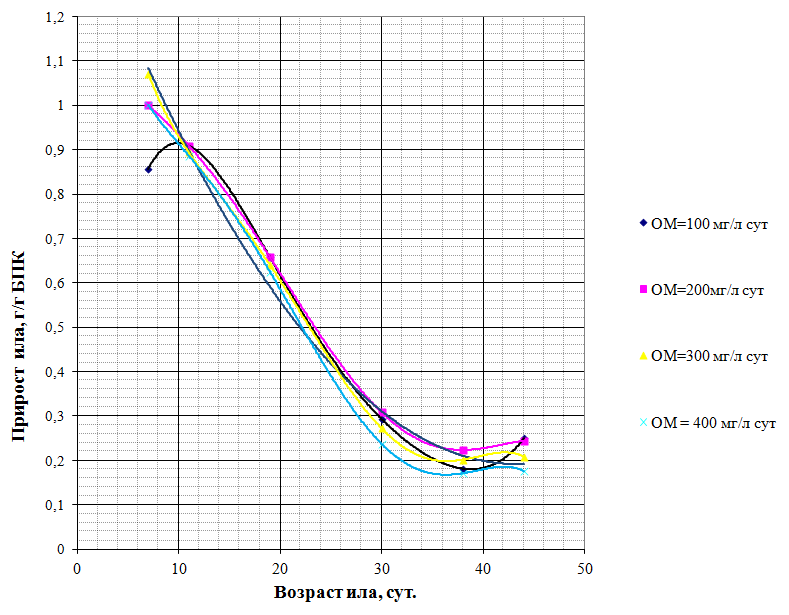 1,2
1,1
1
0,9
0,8
0,7
0,6
0,5
0,4
0,3
0,2
0,1
0
0 10 20 30 40 50
Прирост ила, г/г БПК
Возраст ила, сут.
ОМ=100 мг/л сут
ОМ=200мг/л сут
ОМ=300 мг/л сут
ОМ = 400 мг/л сут